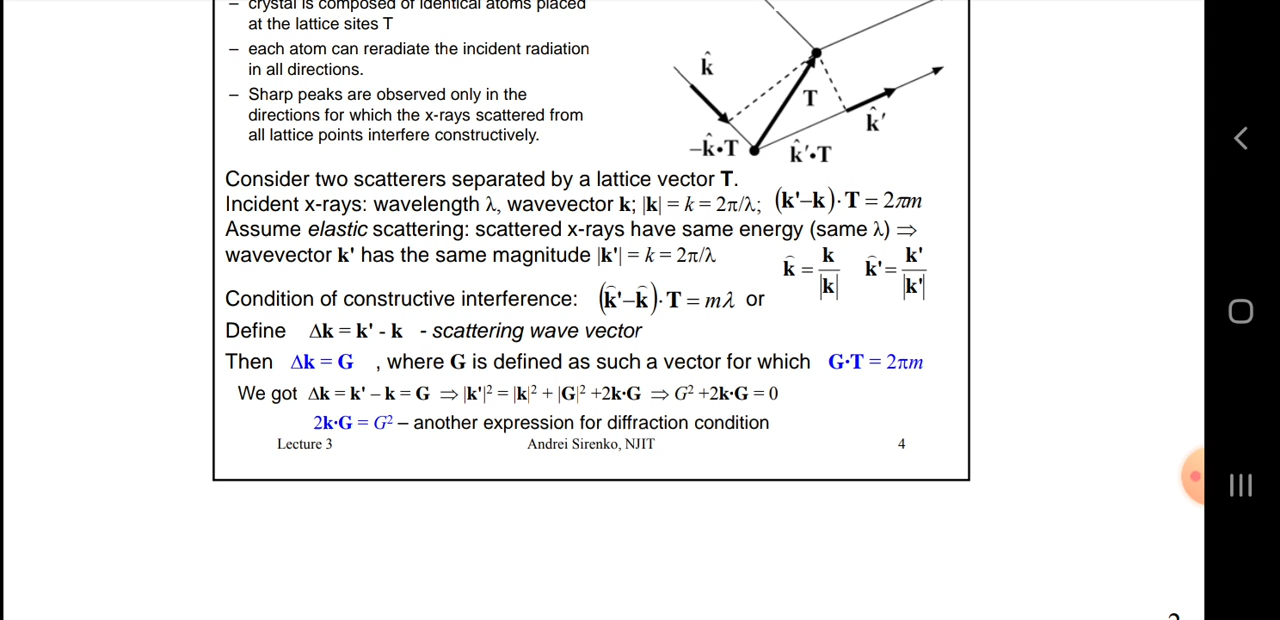 – crystal is composed of identical atoms placed
at the lattice sites T
– each atom can reradiate the incident radiation
in all directions.
– Sharp peaks are observed only in the
directions for which the x-rays scattered from
all lattice points interfere constructively.
k̂
T
k̂′
–k̂•T
k̂′•T
Consider two scatterers separated by a lattice vector T.
Incident x-rays: wavelength λ, wavevector k; |k| = k = 2π/λ; (k'–k)·T = 2πm
Assume elastic scattering: scattered x-rays have same energy (same λ) ⇒
wavevector k' has the same magnitude |k'| = k = 2π/λ
k̂ = k/|k| k̂' = k'/|k'|
Condition of constructive interference: (k̂'–k̂)·T = mλ or
Define Δk = k' - k - scattering wave vector
Then Δk = G , where G is defined as such a vector for which G·T = 2πm
We got Δk = k' – k = G ⇒ |k'|² = |k|² + |G|² +2k·G ⇒ G² +2k·G = 0
2k·G = G² – another expression for diffraction condition
Lecture 3 Andrei Sirenko, NJIT 4